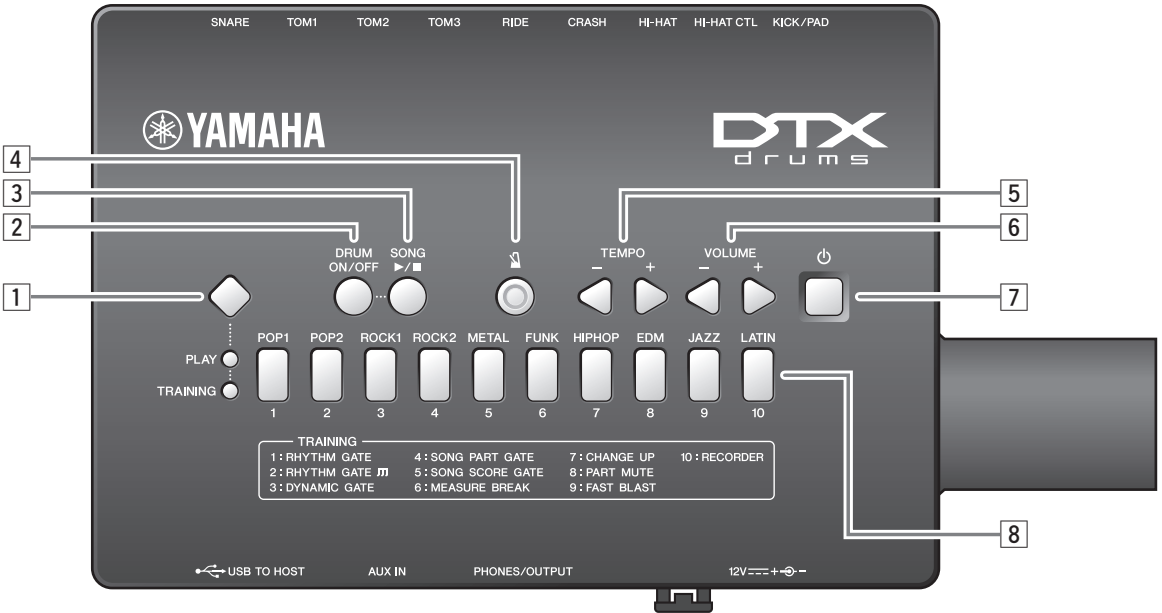 SNARE TOM1 TOM2 TOM3 RIDE CRASH HI-HAT HI-HAT CTL KICK/PAD
YAMAHA
DTX
drums
4
3
2
1
5
6
7
8
DRUM ON/OFF
SONG ▶/■
TEMPO
– +
VOLUME
– +
PLAY
TRAINING
POP1 POP2 ROCK1 ROCK2 METAL FUNK HIPHOP EDM JAZZ LATIN
1 2 3 4 5 6 7 8 9 10
TRAINING
1 : RHYTHM GATE
2 : RHYTHM GATE
3 : DYNAMIC GATE
4 : SONG PART GATE
5 : SONG SCORE GATE
6 : MEASURE BREAK
7 : CHANGE UP
8 : PART MUTE
9 : FAST BLAST
10 : RECORDER
USB TO HOST AUX IN PHONES/OUTPUT 12V + –